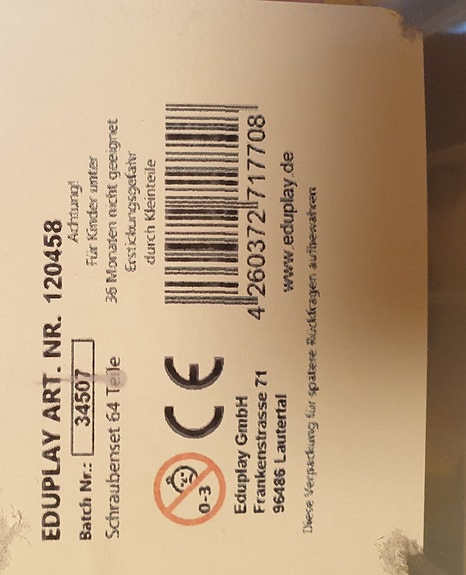 EDUPLAY ART. NR. 120458
Batch Nr.: 34507
Schraubenset 64 Teile
Achtung!
Für Kinder unter
36 Monaten nicht geeignet
Erstickungsgefahr
durch Kleinteile
0-3
CE
4 260372 717708
Eduplay GmbH
Frankenstrasse 71
96486 Lautertal
www.eduplay.de
Diese Verpackung für spätere Rückfragen aufbewahren